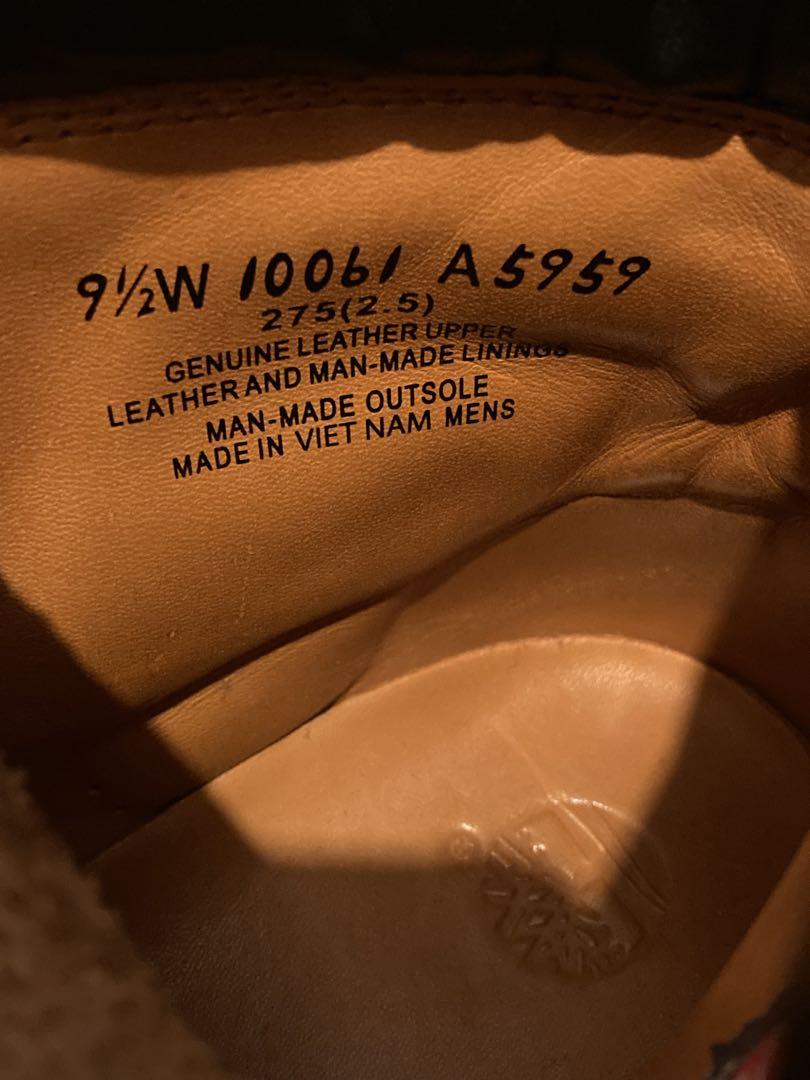 9½W 10061 A5959
275(2.5)
GENUINE LEATHER UPPER
LEATHER AND MAN-MADE LININGS
MAN-MADE OUTSOLE
MADE IN VIET NAM MENS
®